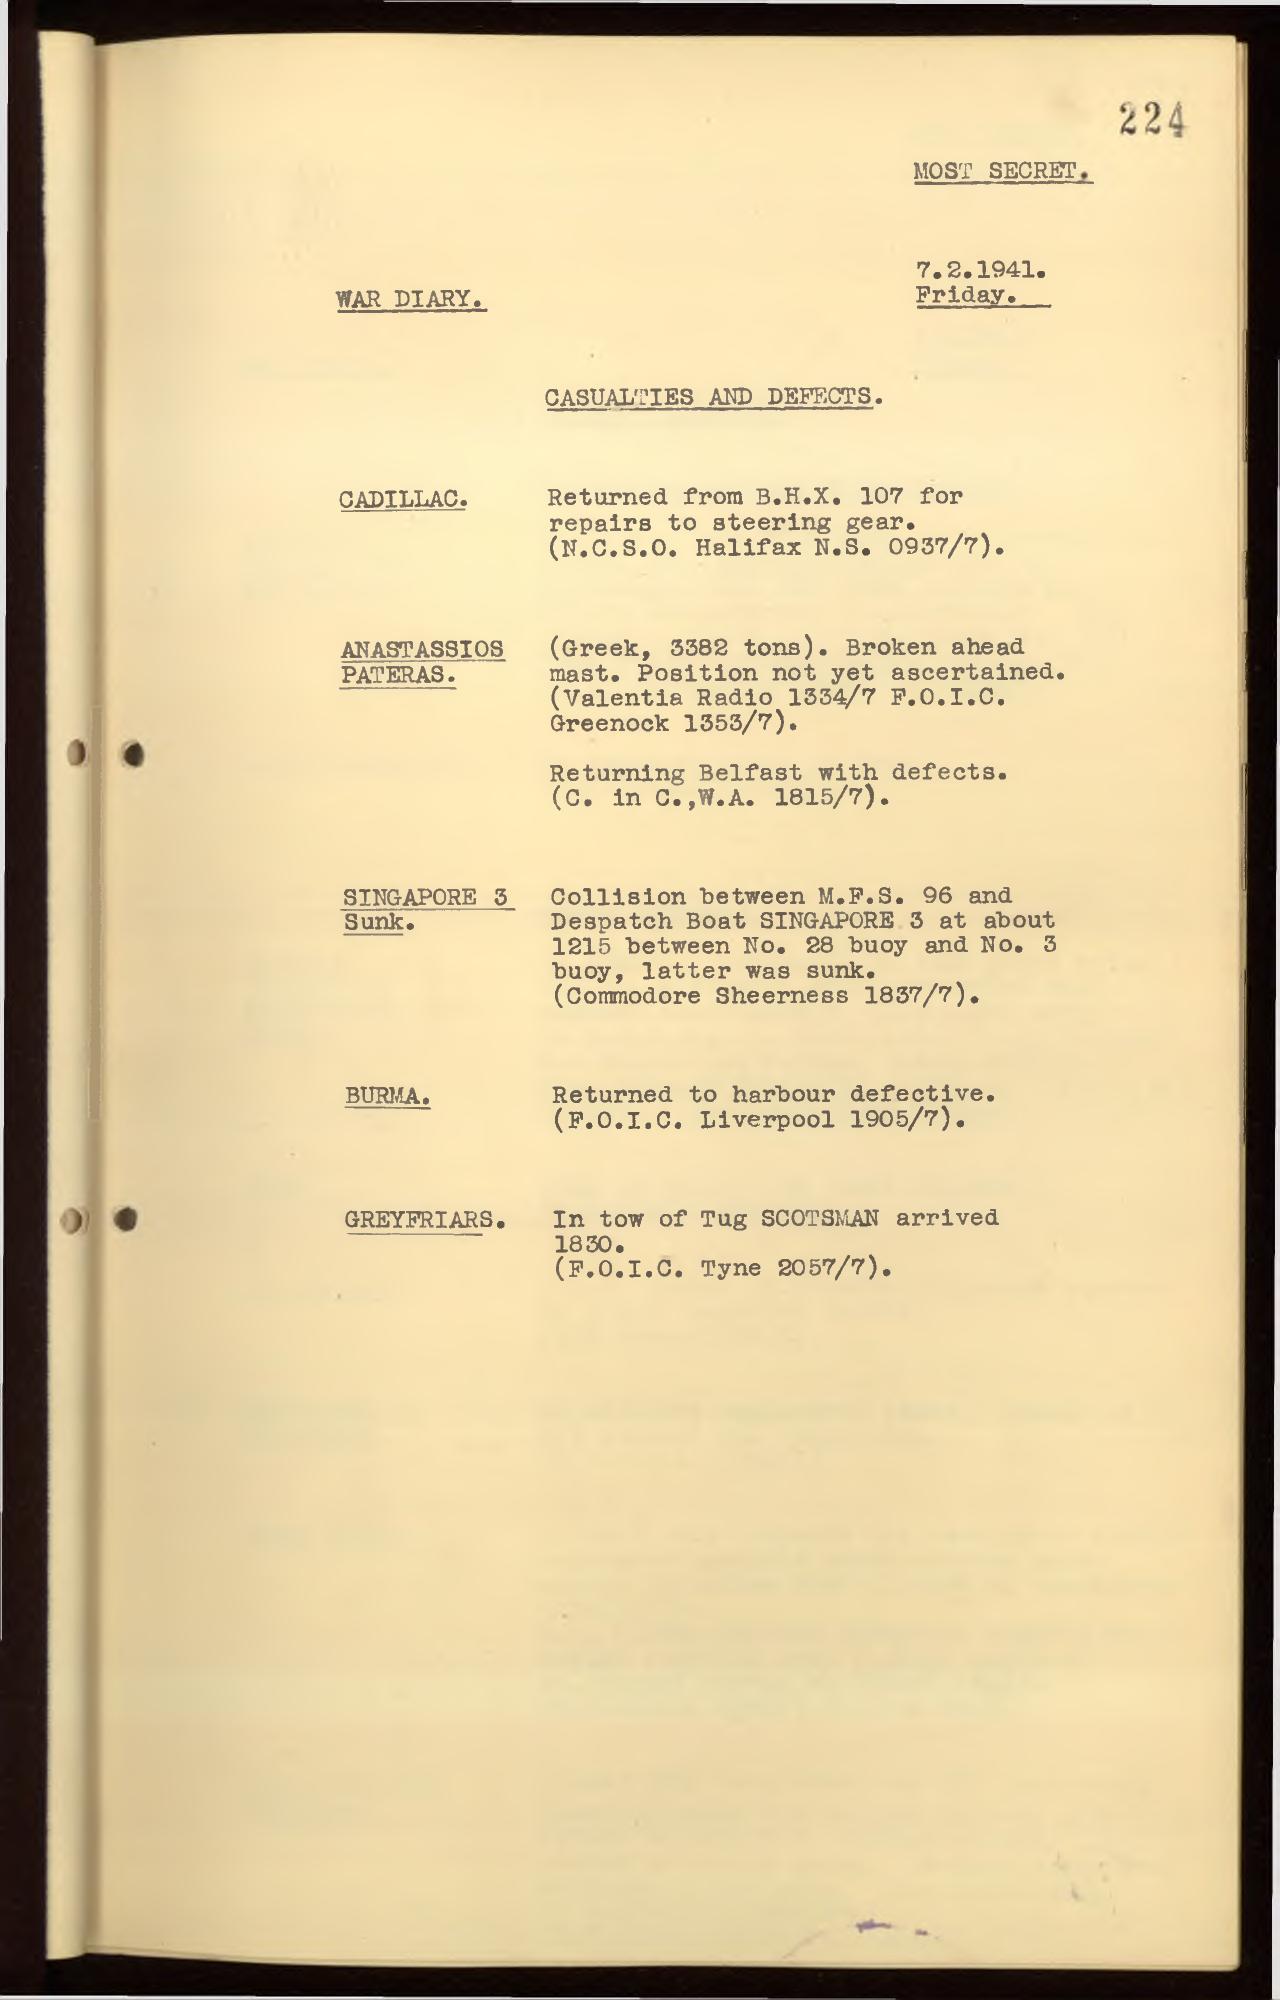 224
MOST SECRET.
7.2.1941.
WAR DIARY.
Friday.
CASUALTIES AND DEFECTS.
CADILLAC. Returned from B.H.X. 107 for
repairs to steering gear.
(N.C.S.O. Halifax N.S. 0937/7).
ANASTASSIOS (Greek, 3382 tons). Broken ahead
PATERAS. mast. Position not yet ascertained.
(Valentia Radio 1334/7 F.O.I.C.
Greenock 1353/7).
Returning Belfast with defects.
(C. in C.,W.A. 1815/7).
SINGAPORE 3 Collision between M.F.S. 96 and
Sunk. Despatch Boat SINGAPORE 3 at about
1215 between No. 28 buoy and No. 3
buoy, latter was sunk.
(Commodore Sheerness 1837/7).
BURMA. Returned to harbour defective.
(F.O.I.C. Liverpool 1905/7).
GREYFRIARS. In tow of Tug SCOTSMAN arrived
1830.
(F.O.I.C. Tyne 2057/7).